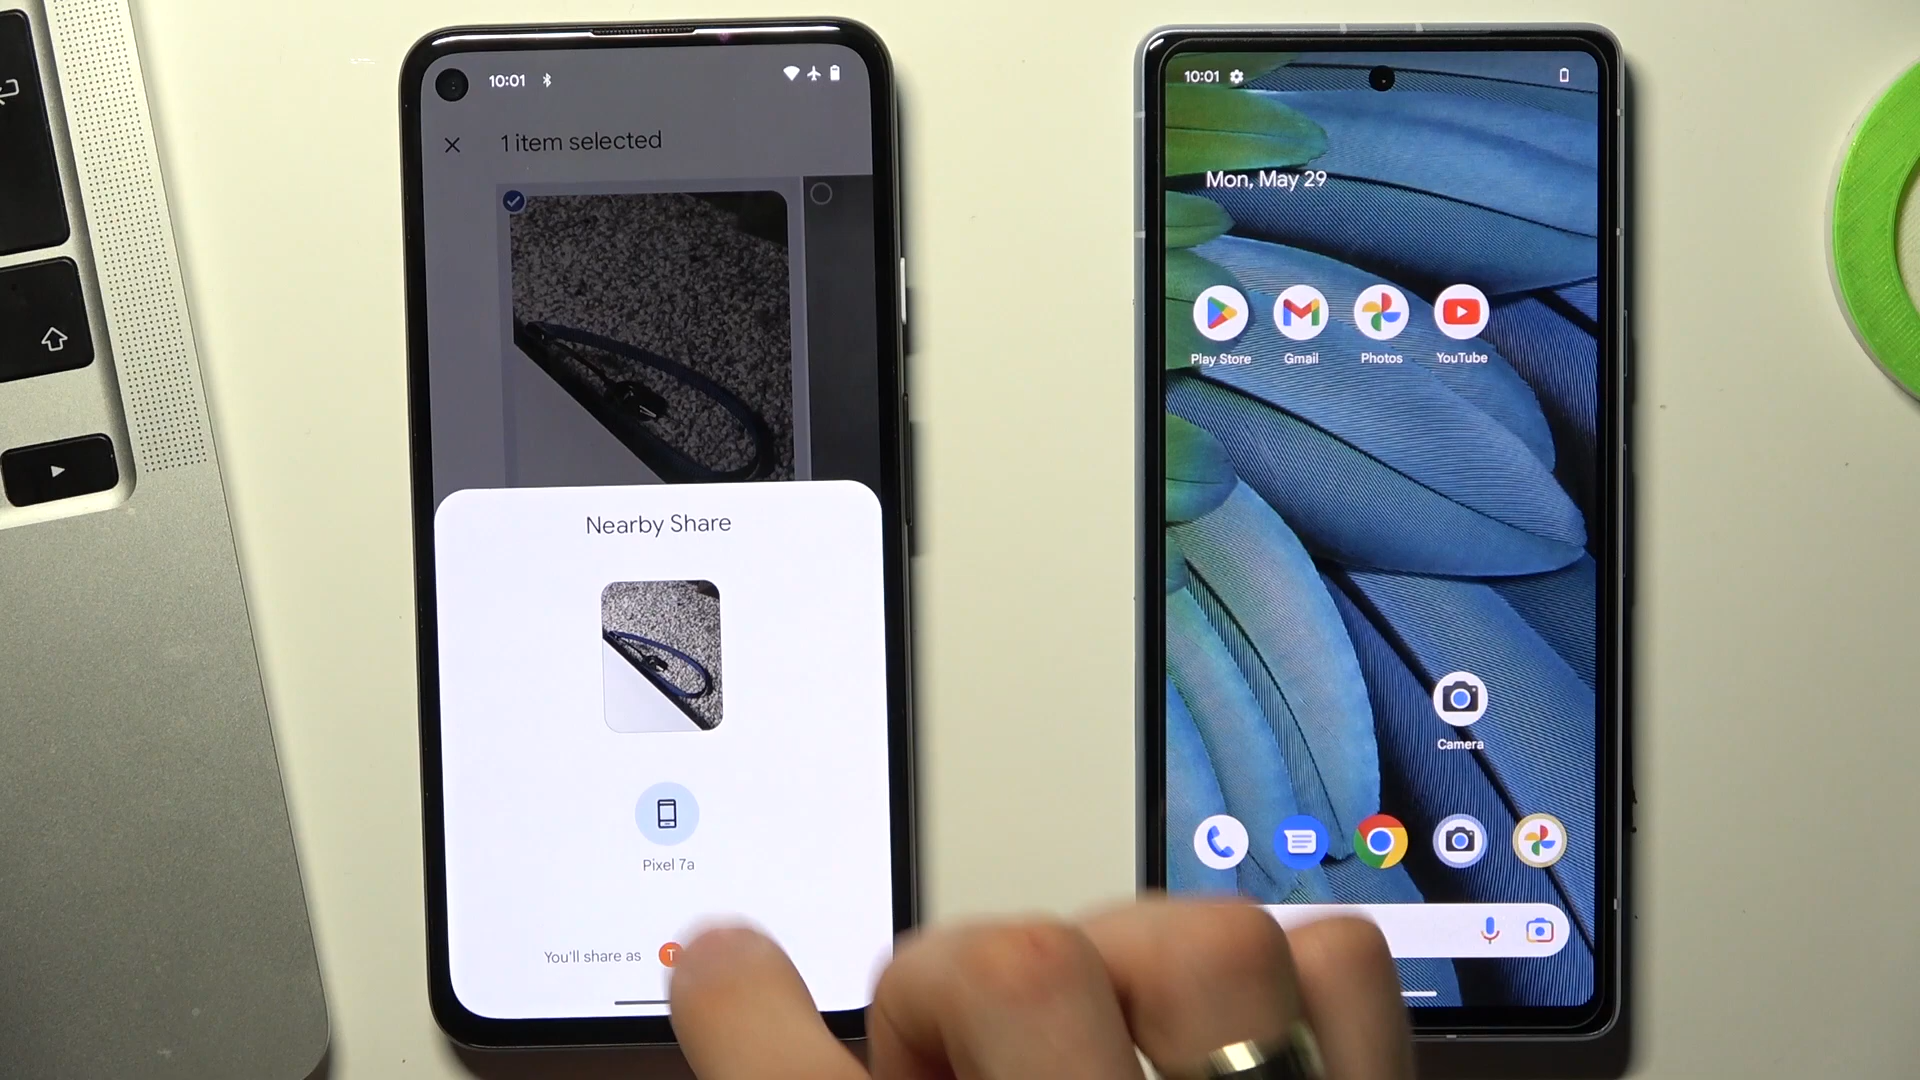 10:01
1 item selected
Nearby Share
Pixel 7a
You'll share as T
10:01
Mon, May 29
Play Store Gmail Photos YouTube
Camera